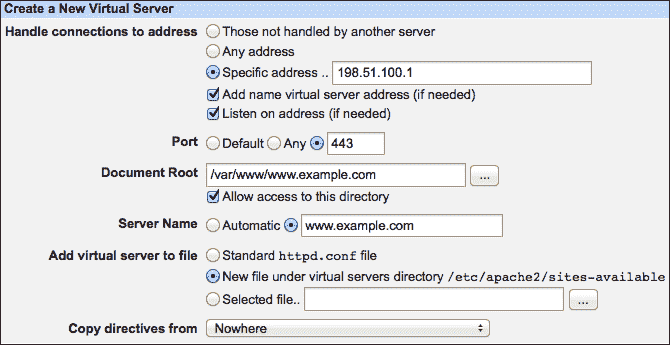 Create a New Virtual Server
Handle connections to address Those not handled by another server
Any address
Specific address .. 198.51.100.1
Add name virtual server address (if needed)
Listen on address (if needed)
Port Default Any 443
Document Root /var/www/www.example.com ...
Allow access to this directory
Server Name Automatic www.example.com
Add virtual server to file Standard httpd.conf file
New file under virtual servers directory /etc/apache2/sites-available
Selected file.. ...
Copy directives from Nowhere